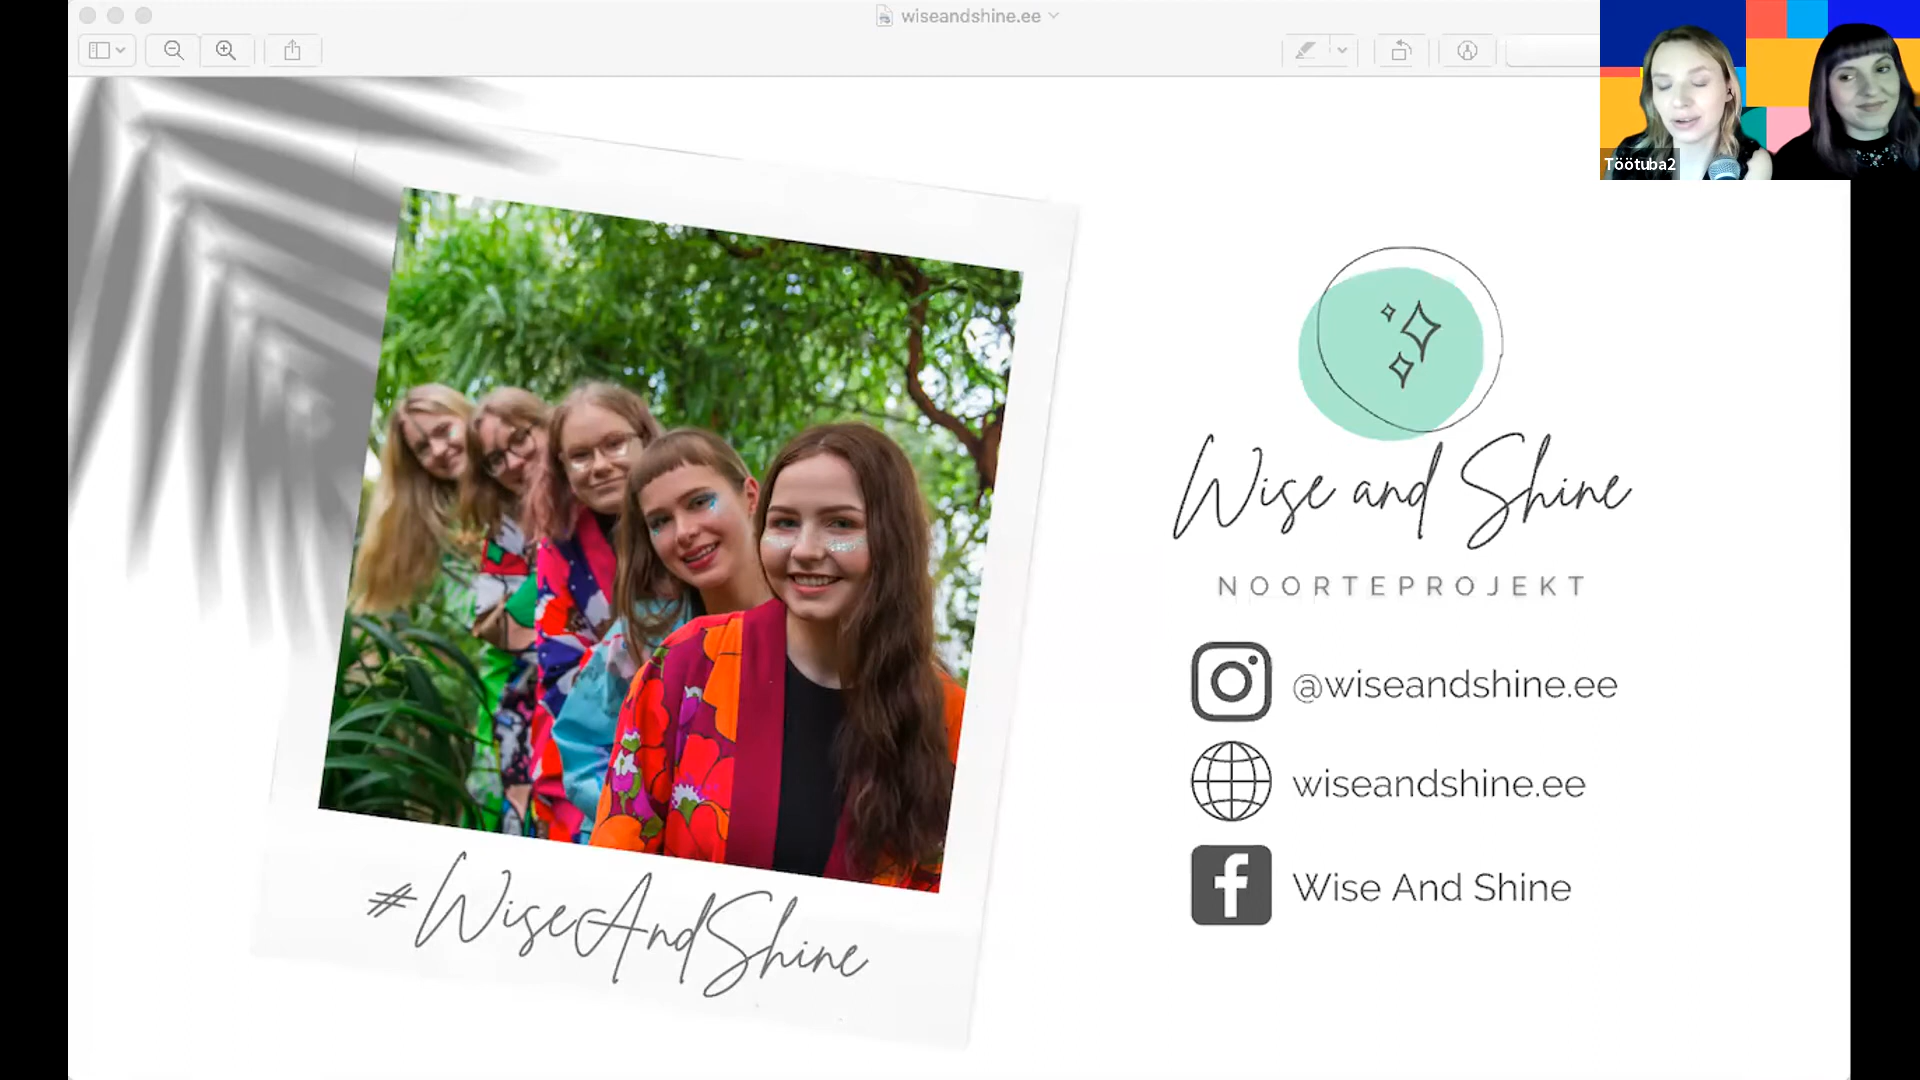 wiseandshine.ee
Töötuba2
Wise and Shine
NOORTEPROJEKT
@wiseandshine.ee
wiseandshine.ee
Wise And Shine
#WiseAndShine